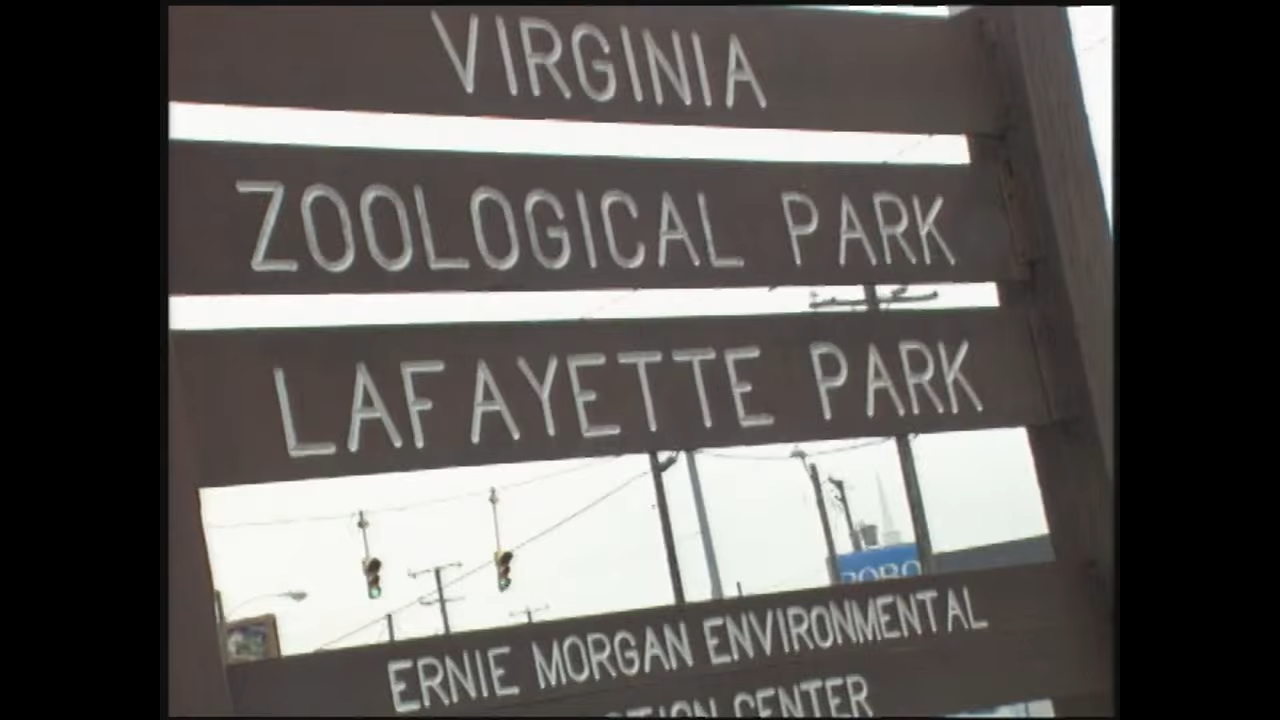 VIRGINIA
ZOOLOGICAL PARK
LAFAYETTE PARK
ERNIE MORGAN ENVIRONMENTAL
CENTER